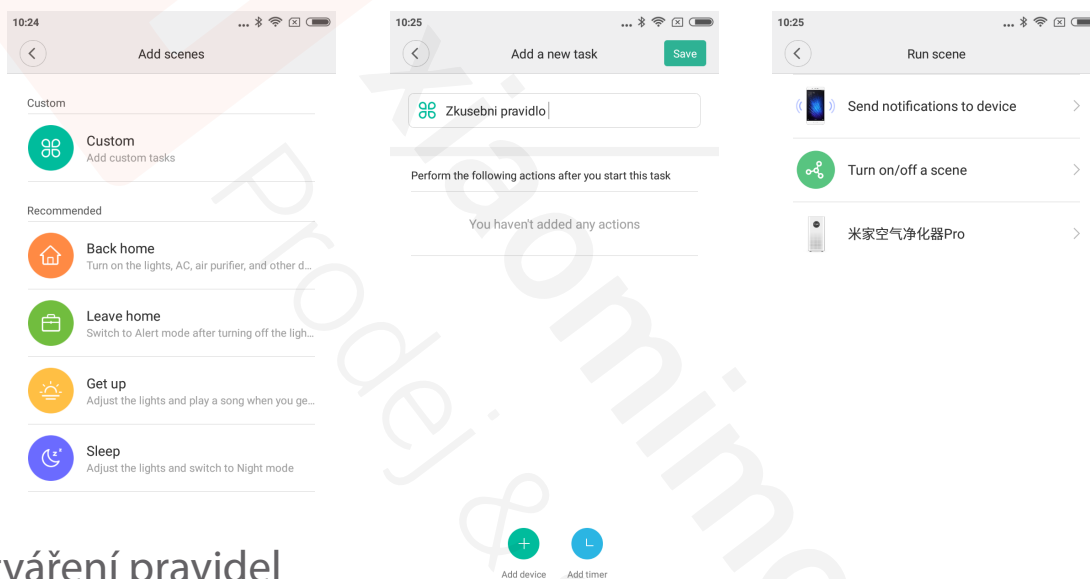 10:24
Add scenes
Custom
Custom
Add custom tasks
Recommended
Back home
Turn on the lights, AC, air purifier, and other d...
Leave home
Switch to Alert mode after turning off the ligh...
Get up
Adjust the lights and play a song when you ge...
Sleep
Adjust the lights and switch to Night mode
10:25
Add a new task
Save
Zkusebni pravidlo
Perform the following actions after you start this task
You haven't added any actions
Add device
Add timer
10:25
Run scene
Send notifications to device
Turn on/off a scene
米家空气净化器Pro
váření pravidel
xiaomimo
Prodej &